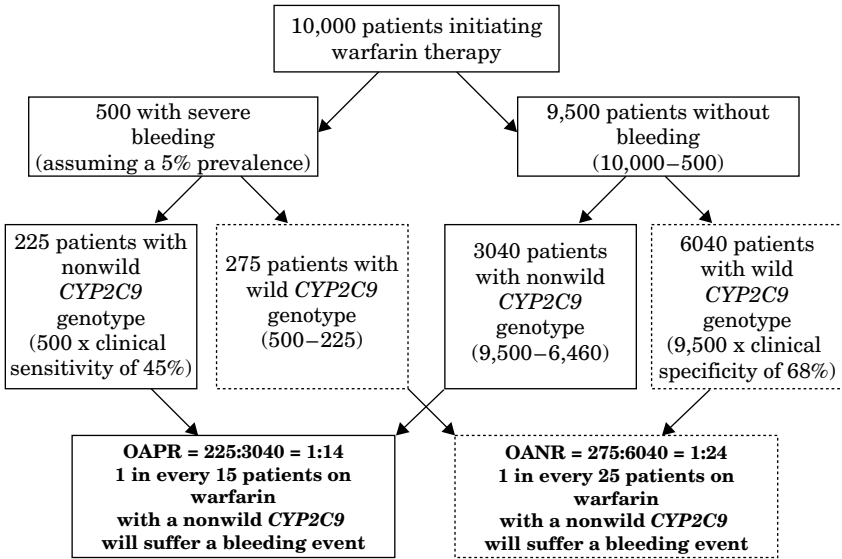 10,000 patients initiating
warfarin therapy
500 with severe
bleeding
(assuming a 5% prevalence)
9,500 patients without
bleeding
(10,000–500)
225 patients with
nonwild
CYP2C9
genotype
(500 x clinical
sensitivity of 45%)
275 patients with
wild CYP2C9
genotype
(500–225)
3040 patients
with nonwild
CYP2C9
genotype
(9,500–6,460)
6040 patients
with wild
CYP2C9
genotype
(9,500 x clinical
specificity of 68%)
OAPR = 225:3040 = 1:14
1 in every 15 patients on
warfarin
with a nonwild CYP2C9
will suffer a bleeding event
OANR = 275:6040 = 1:24
1 in every 25 patients on
warfarin
with a nonwild CYP2C9
will suffer a bleeding event